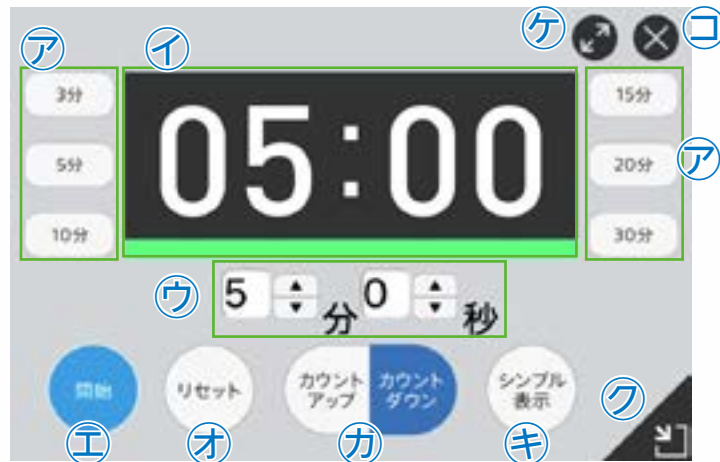 ㋘ ㋙
㋐ ㋑
3分
5分
10分
05:00
15分
20分
30分
㋐
㋒ 5 分 0 秒
開始
リセット
カウント
アップ
カウント
ダウン
シンプル
表示
㋗
㋓ ㋔ ㋕ ㋖